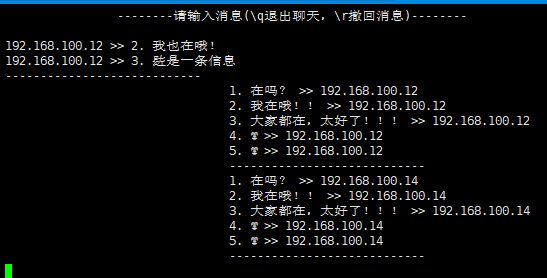 --------请输入消息(\q退出聊天, \r撤回消息)--------
192.168.100.12 >> 2. 我也在哦!
192.168.100.12 >> 3. 是一条信息
----------------------------
1. 在吗? >> 192.168.100.12
2. 我在哦!! >> 192.168.100.12
3. 大家都在, 太好了!!! >> 192.168.100.12
4. ☎ >> 192.168.100.12
5. ☎ >> 192.168.100.12
----------------------------
1. 在吗? >> 192.168.100.14
2. 我在哦!! >> 192.168.100.14
3. 大家都在, 太好了!!! >> 192.168.100.14
4. ☎ >> 192.168.100.14
5. ☎ >> 192.168.100.14
----------------------------